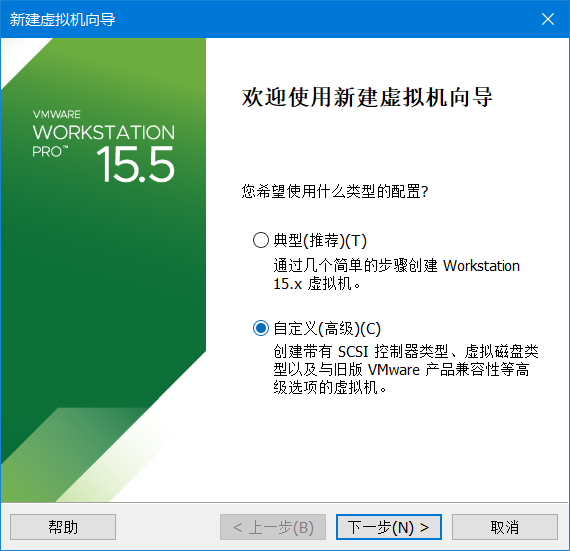 新建虚拟机向导
VMWARE
WORKSTATION
PRO™ 15.5
欢迎使用新建虚拟机向导
您希望使用什么类型的配置?
典型(推荐)(T)
通过几个简单的步骤创建 Workstation
15.x 虚拟机。
自定义(高级)(C)
创建带有 SCSI 控制器类型、虚拟磁盘类
型以及与旧版 VMware 产品兼容性等高
级选项的虚拟机。
帮助
< 上一步(B)
下一步(N) >
取消